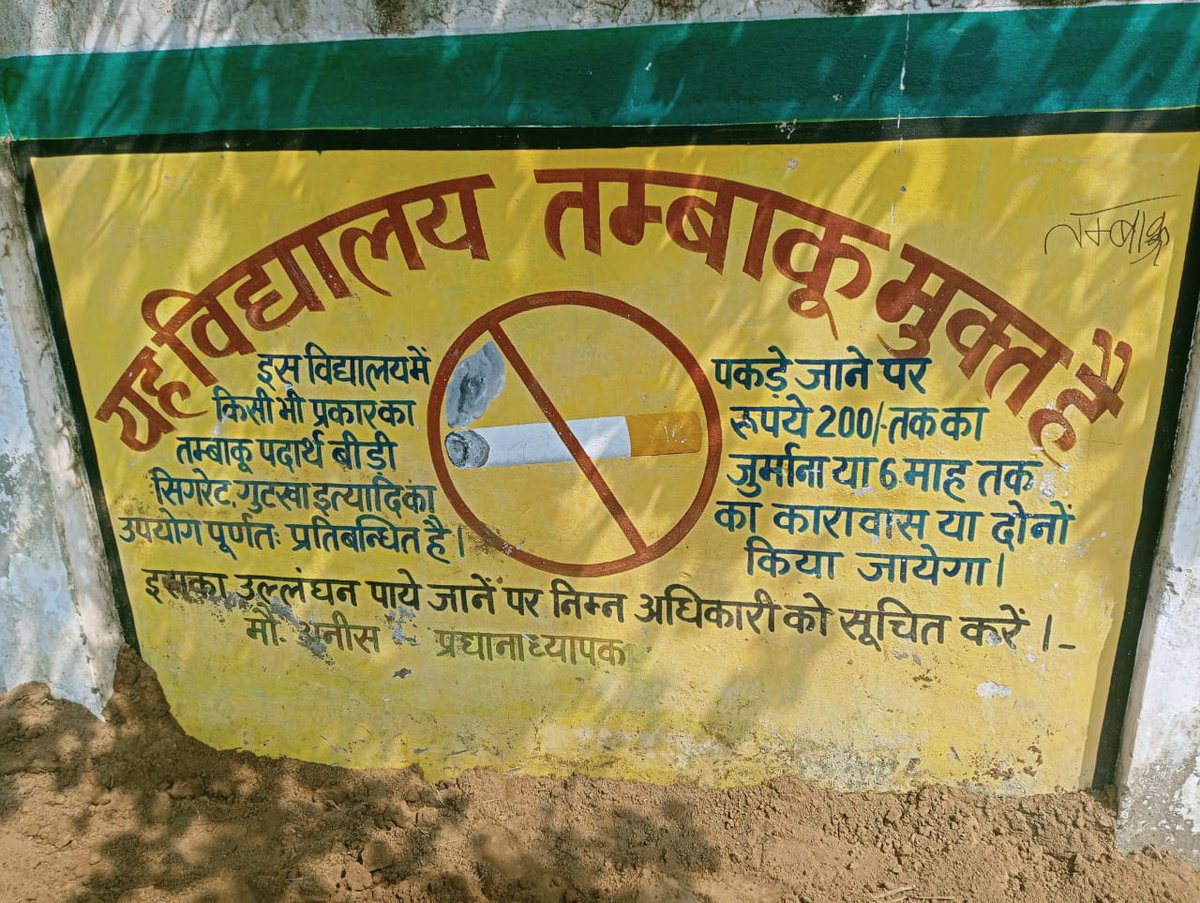 यह विद्यालय तम्बाकू मुक्त है
तम्बाकू
इस विद्यालय में
किसी भी प्रकार का
तम्बाकू पदार्थ बीड़ी
सिगरेट, गुटखा इत्यादि का
उपयोग पूर्णतः प्रतिबन्धित है।
पकड़े जाने पर
रूपये 200/- तक का
जुर्माना या 6 माह तक
का कारावास या दोनों
किया जायेगा।
इसका उल्लंघन पाये जानें पर निम्न अधिकारी को सूचित करें।-
मौ. अनीस - प्रधानाध्यापक